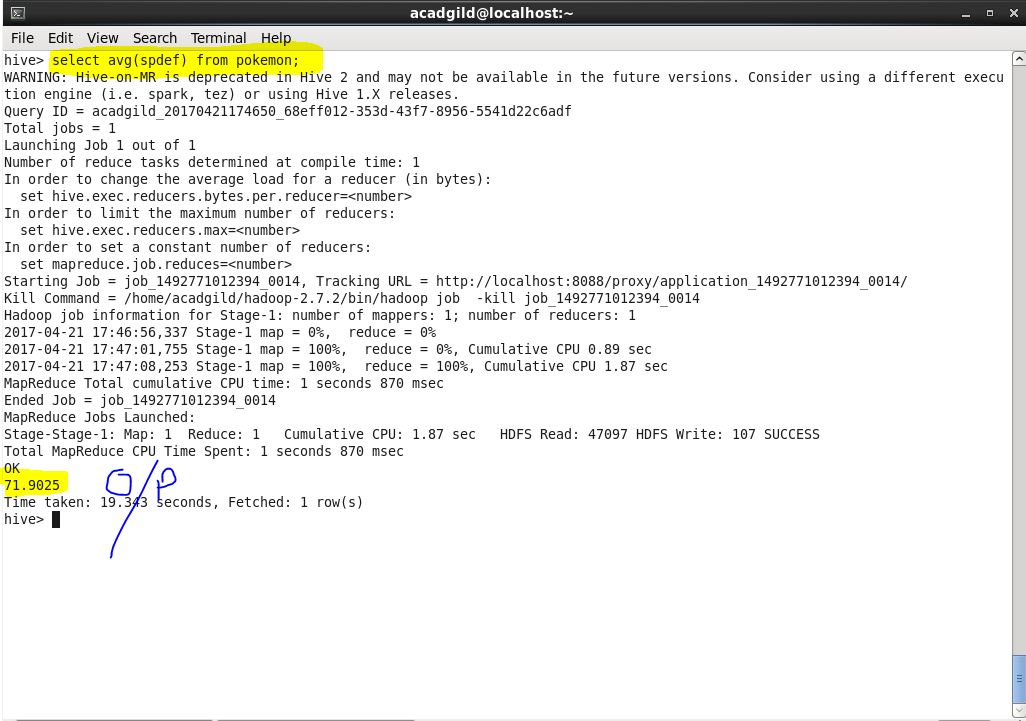 acadgild@localhost:~
File Edit View Search Terminal Help
hive> select avg(spdef) from pokemon;
WARNING: Hive-on-MR is deprecated in Hive 2 and may not be available in the future versions. Consider using a different execu
tion engine (i.e. spark, tez) or using Hive 1.X releases.
Query ID = acadgild_20170421174650_68eff012-353d-43f7-8956-5541d22c6adf
Total jobs = 1
Launching Job 1 out of 1
Number of reduce tasks determined at compile time: 1
In order to change the average load for a reducer (in bytes):
  set hive.exec.reducers.bytes.per.reducer=<number>
In order to limit the maximum number of reducers:
  set hive.exec.reducers.max=<number>
In order to set a constant number of reducers:
  set mapreduce.job.reduces=<number>
Starting Job = job_1492771012394_0014, Tracking URL = http://localhost:8088/proxy/application_1492771012394_0014/
Kill Command = /home/acadgild/hadoop-2.7.2/bin/hadoop job  -kill job_1492771012394_0014
Hadoop job information for Stage-1: number of mappers: 1; number of reducers: 1
2017-04-21 17:46:56,337 Stage-1 map = 0%,  reduce = 0%
2017-04-21 17:47:01,755 Stage-1 map = 100%,  reduce = 0%, Cumulative CPU 0.89 sec
2017-04-21 17:47:08,253 Stage-1 map = 100%,  reduce = 100%, Cumulative CPU 1.87 sec
MapReduce Total cumulative CPU time: 1 seconds 870 msec
Ended Job = job_1492771012394_0014
MapReduce Jobs Launched:
Stage-Stage-1: Map: 1  Reduce: 1   Cumulative CPU: 1.87 sec   HDFS Read: 47097 HDFS Write: 107 SUCCESS
Total MapReduce CPU Time Spent: 1 seconds 870 msec
OK
71.9025
O/P
Time taken: 19.343 seconds, Fetched: 1 row(s)
hive>